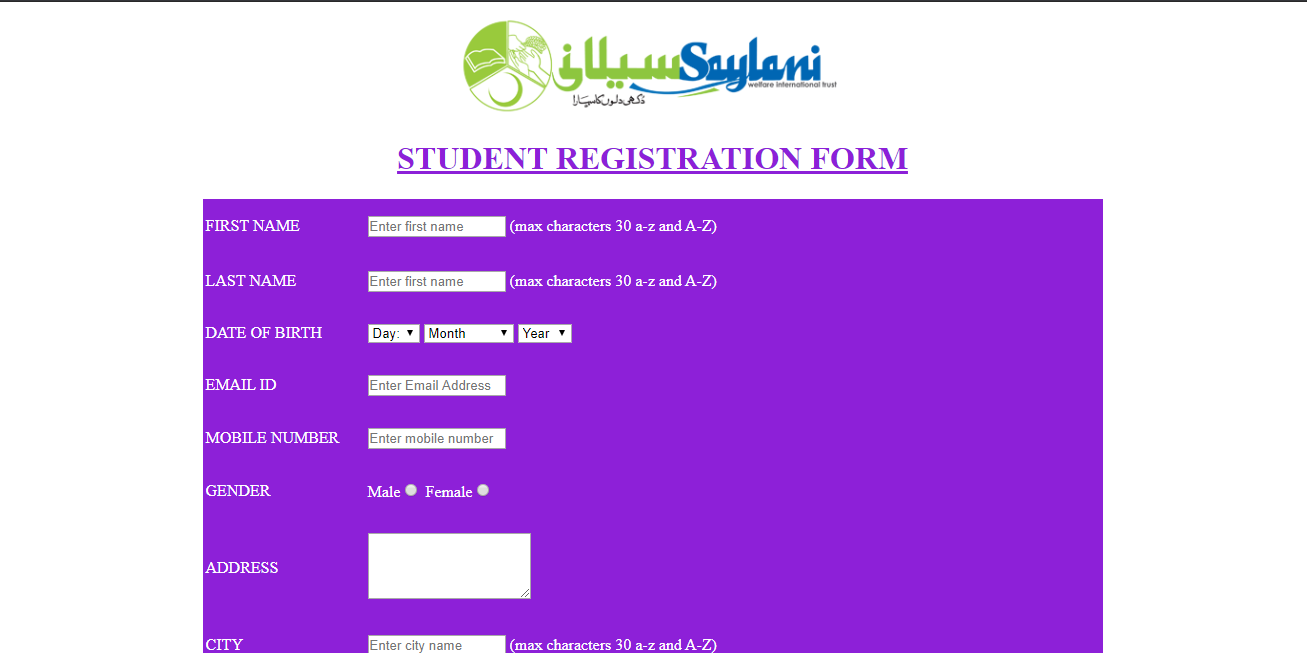 سیلانی Saylani
welfare international trust
دکھی دلوں کا سہارا
STUDENT REGISTRATION FORM
FIRST NAME Enter first name (max characters 30 a-z and A-Z)
LAST NAME Enter first name (max characters 30 a-z and A-Z)
DATE OF BIRTH Day: Month Year
EMAIL ID Enter Email Address
MOBILE NUMBER Enter mobile number
GENDER Male Female
ADDRESS
CITY Enter city name (max characters 30 a-z and A-Z)